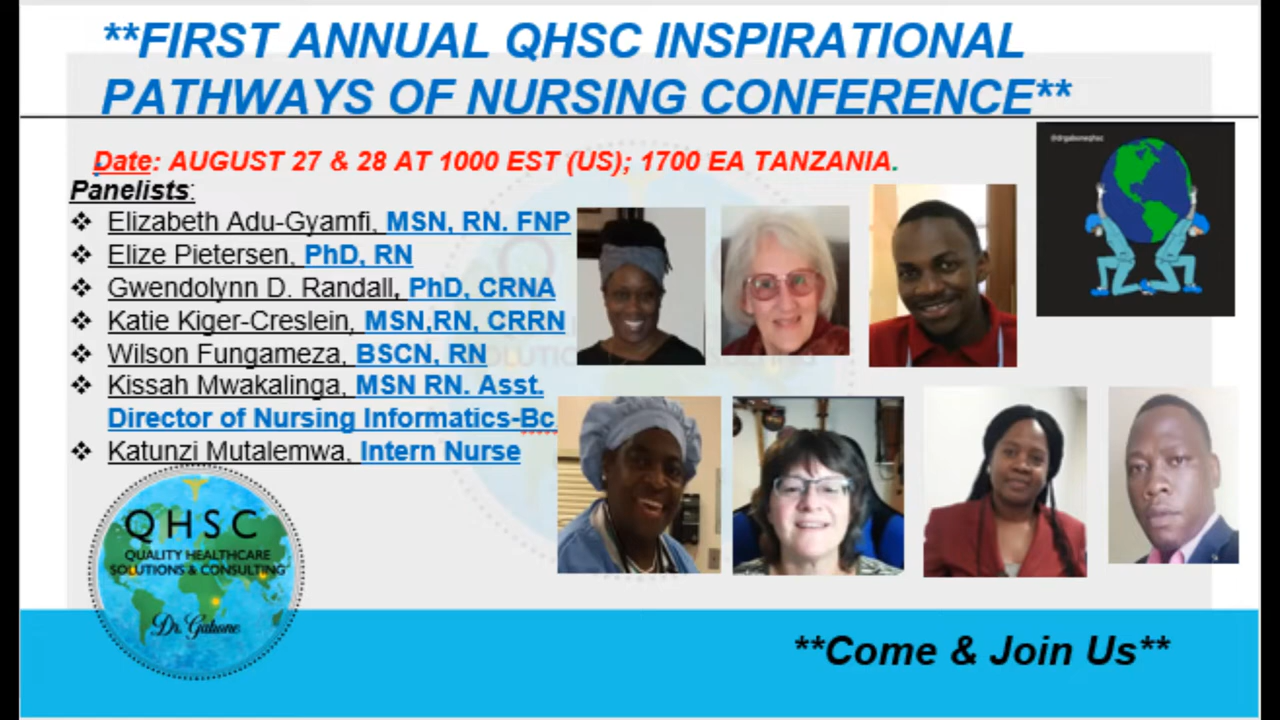 **FIRST ANNUAL QHSC INSPIRATIONAL
PATHWAYS OF NURSING CONFERENCE**
Date: AUGUST 27 & 28 AT 1000 EST (US); 1700 EA TANZANIA.
Panelists:
❖ Elizabeth Adu-Gyamfi, MSN, RN. FNP
❖ Elize Pietersen, PhD, RN
❖ Gwendolynn D. Randall, PhD, CRNA
❖ Katie Kiger-Creslein, MSN,RN, CRRN
❖ Wilson Fungameza, BSCN, RN
❖ Kissah Mwakalinga, MSN RN. Asst.
Director of Nursing Informatics-Bc
❖ Katunzi Mutalemwa, Intern Nurse
@drgaboneqhsc
QHSC
QUALITY HEALTHCARE
SOLUTIONS & CONSULTING
Dr. Gabone
**Come & Join Us**